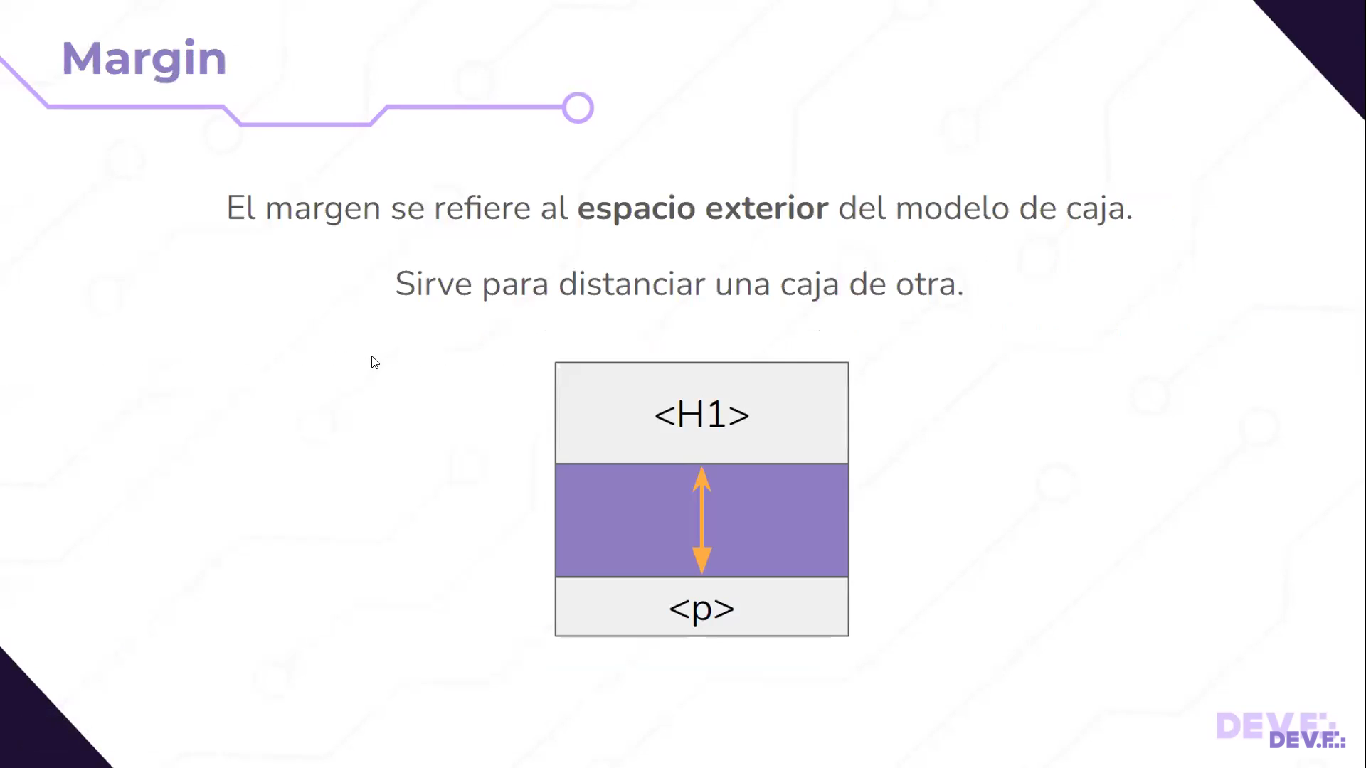 Margin
El margen se refiere al espacio exterior del modelo de caja.
Sirve para distanciar una caja de otra.
<H1>
<p>
DEV.F.:
DEV.F.: